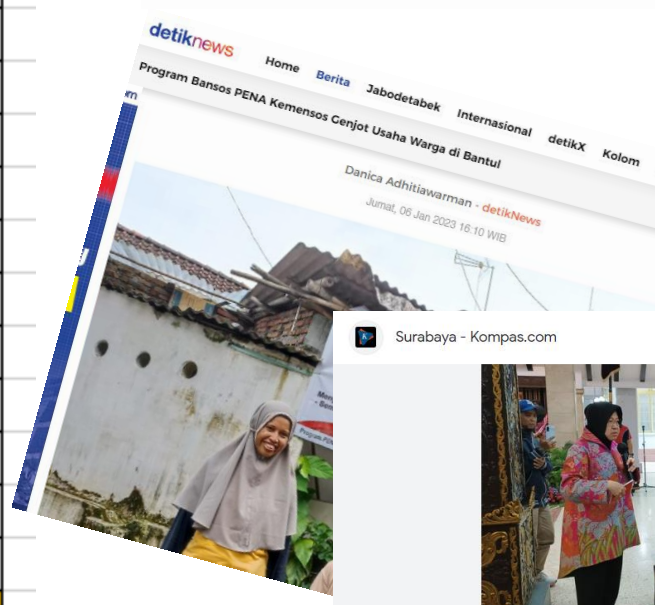 detiknews
Home Berita Jabodetabek Internasional detikX Kolom
Program Bansos PENA Kemensos Genjot Usaha Warga di Bantul
Danica Adhitiawarman - detikNews
Jumat, 06 Jan 2023 16:10 WIB
Surabaya - Kompas.com